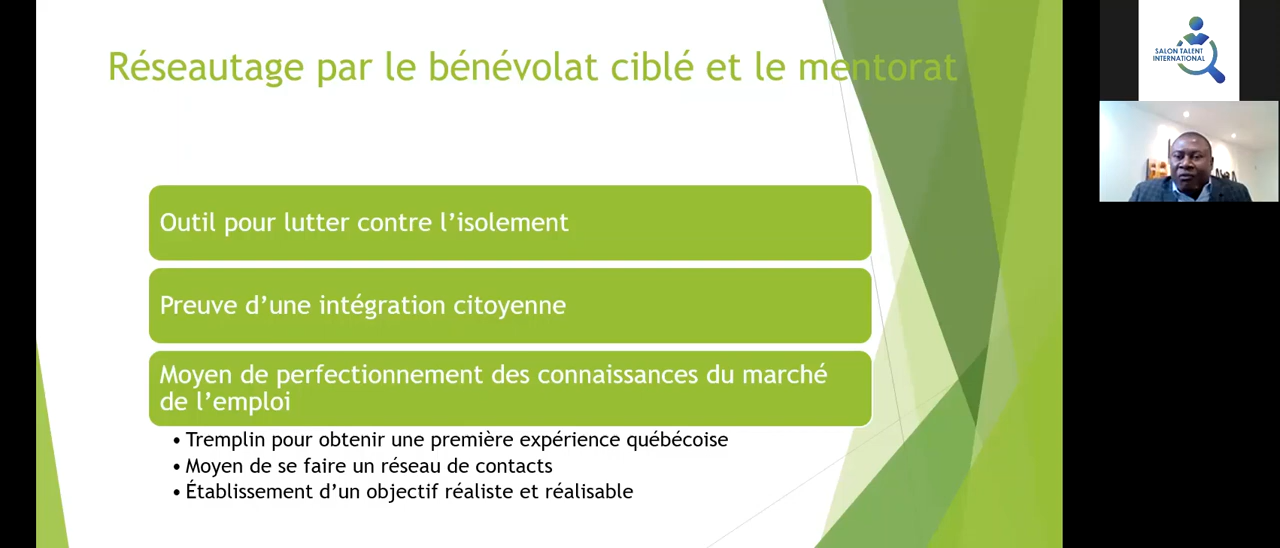 Réseautage par le bénévolat ciblé et le mentorat
Outil pour lutter contre l’isolement
Preuve d’une intégration citoyenne
Moyen de perfectionnement des connaissances du marché
de l’emploi
• Tremplin pour obtenir une première expérience québécoise
• Moyen de se faire un réseau de contacts
• Établissement d’un objectif réaliste et réalisable
SALON TALENT
INTERNATIONAL